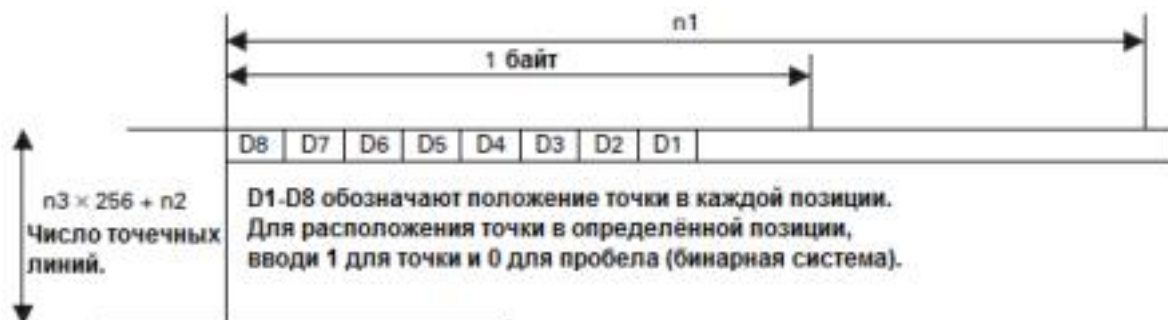 n1
1 байт
D8 D7 D6 D5 D4 D3 D2 D1
n3 × 256 + n2
Число точечных
линий.
D1-D8 обозначают положение точки в каждой позиции.
Для расположения точки в определённой позиции,
вводи 1 для точки и 0 для пробела (бинарная система).